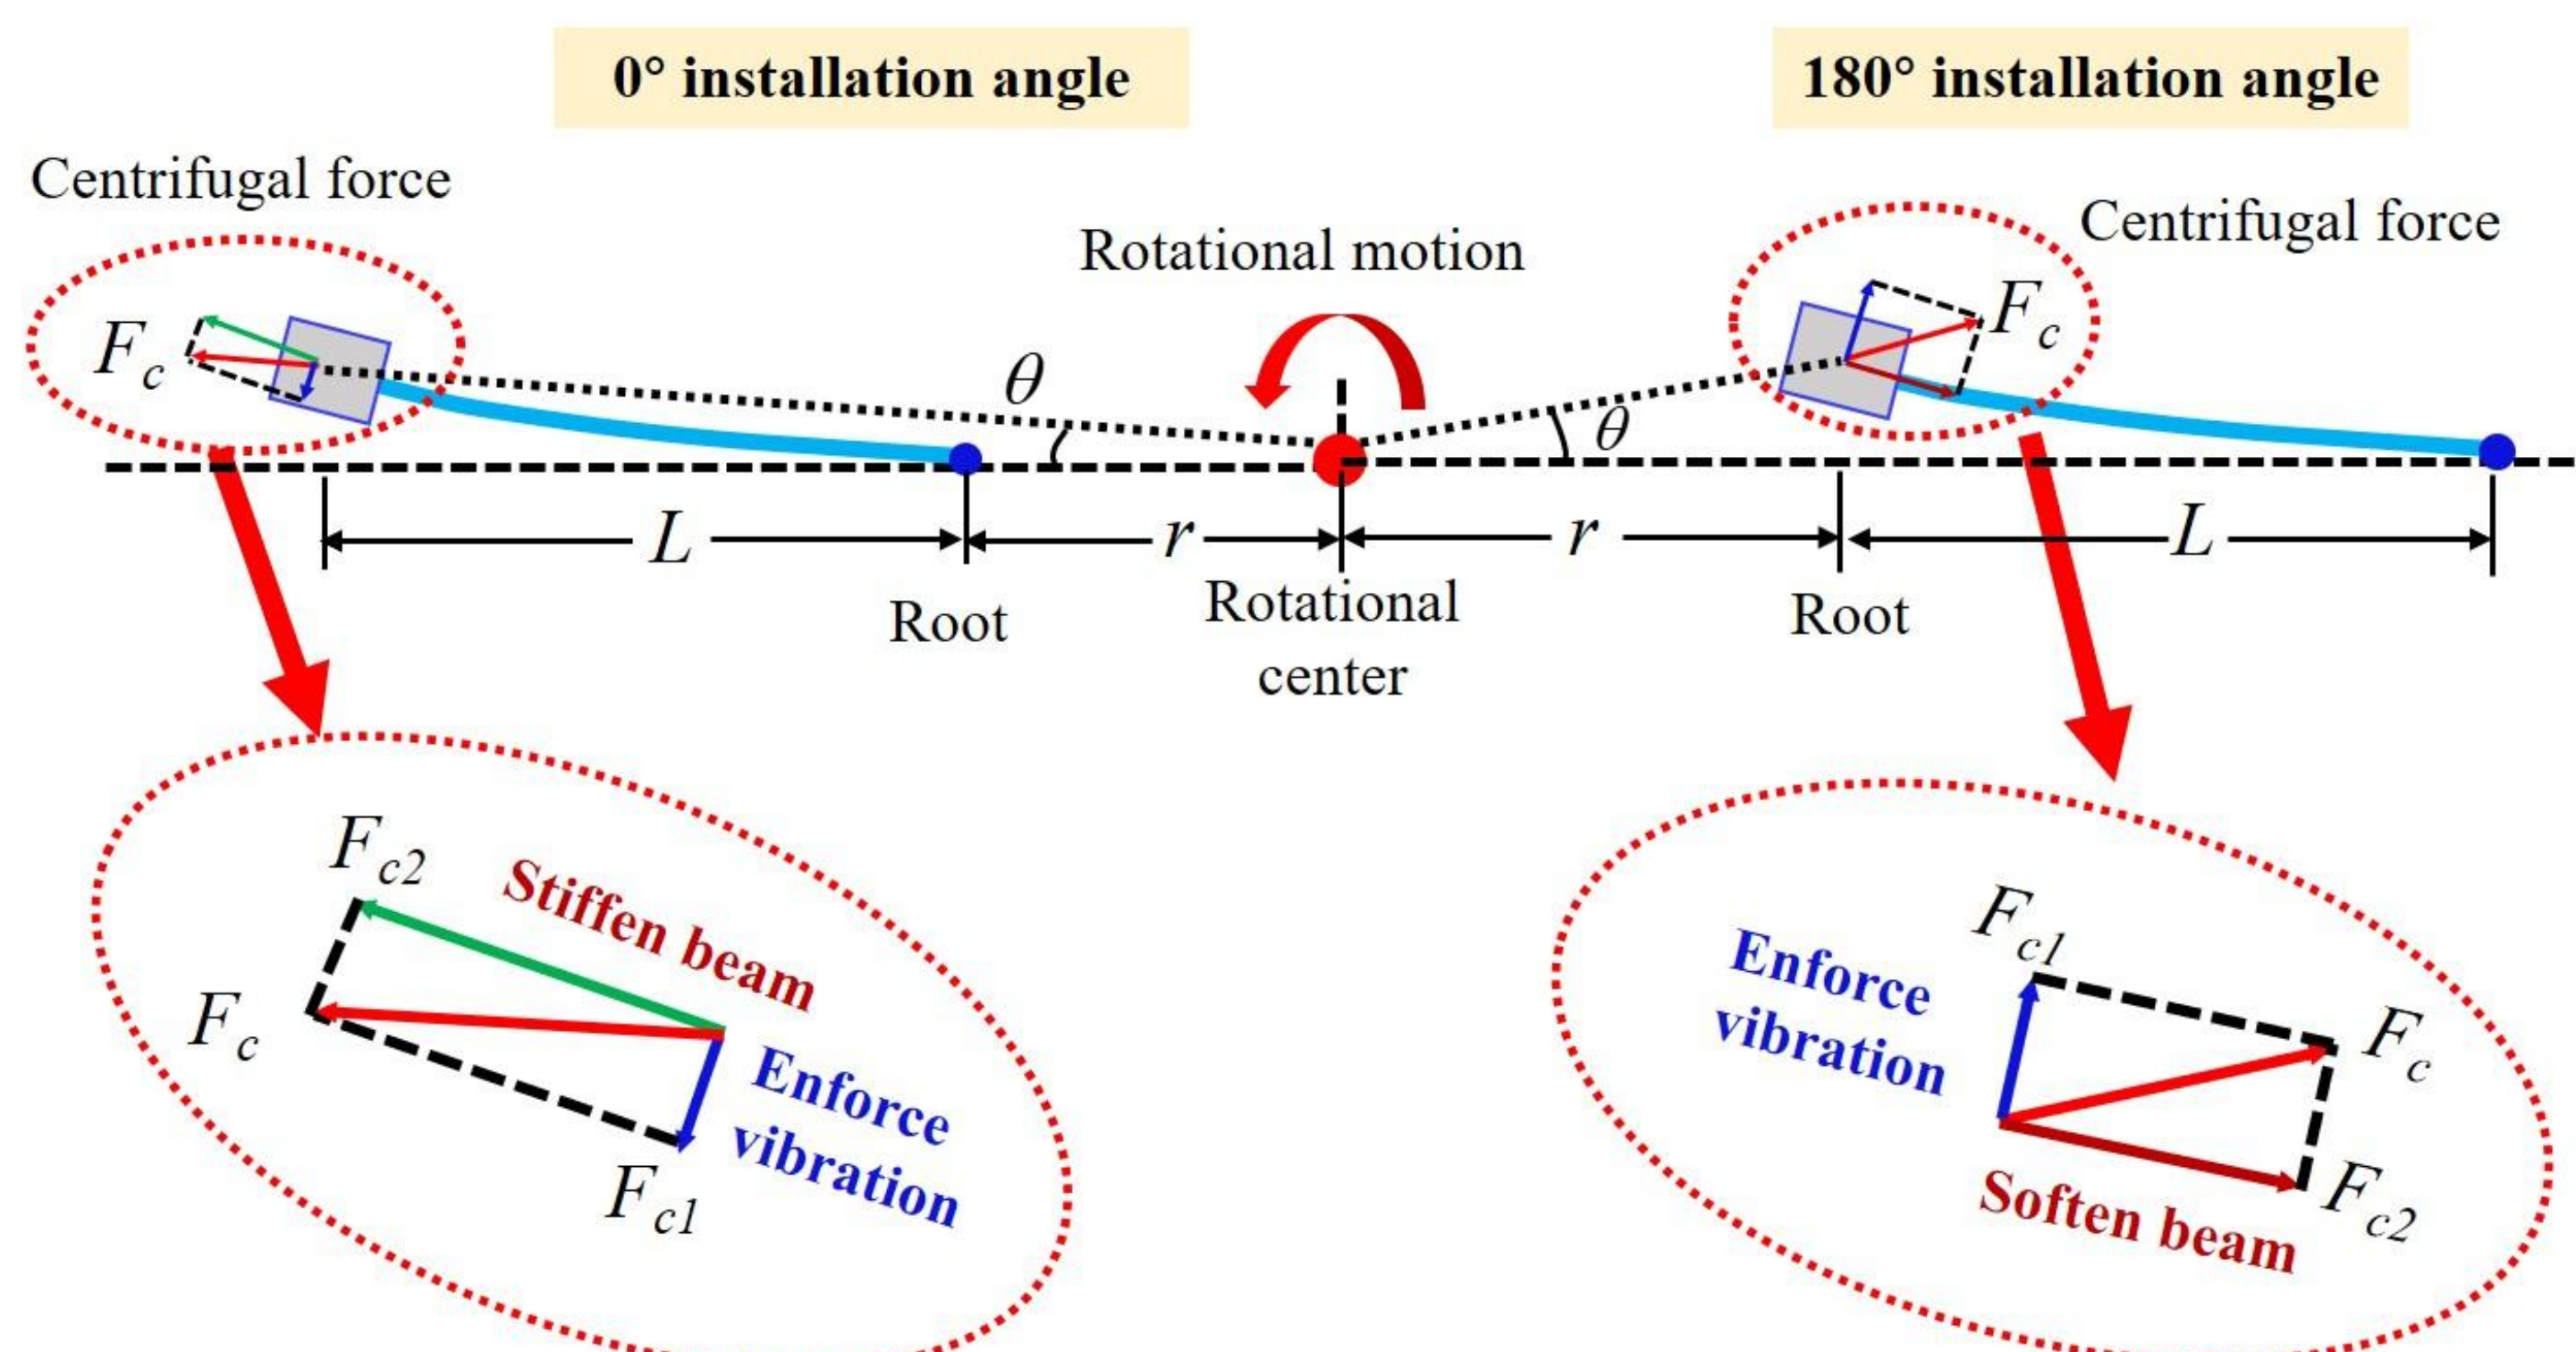 0° installation angle
180° installation angle
Centrifugal force
Centrifugal force
Rotational motion
F_c
θ
θ
F_c
L
r
r
L
Root
Rotational
center
Root
F_c2
Stiffen beam
F_c
Enforce
vibration
F_c1
F_c1
Enforce
vibration
F_c
Soften beam
F_c2